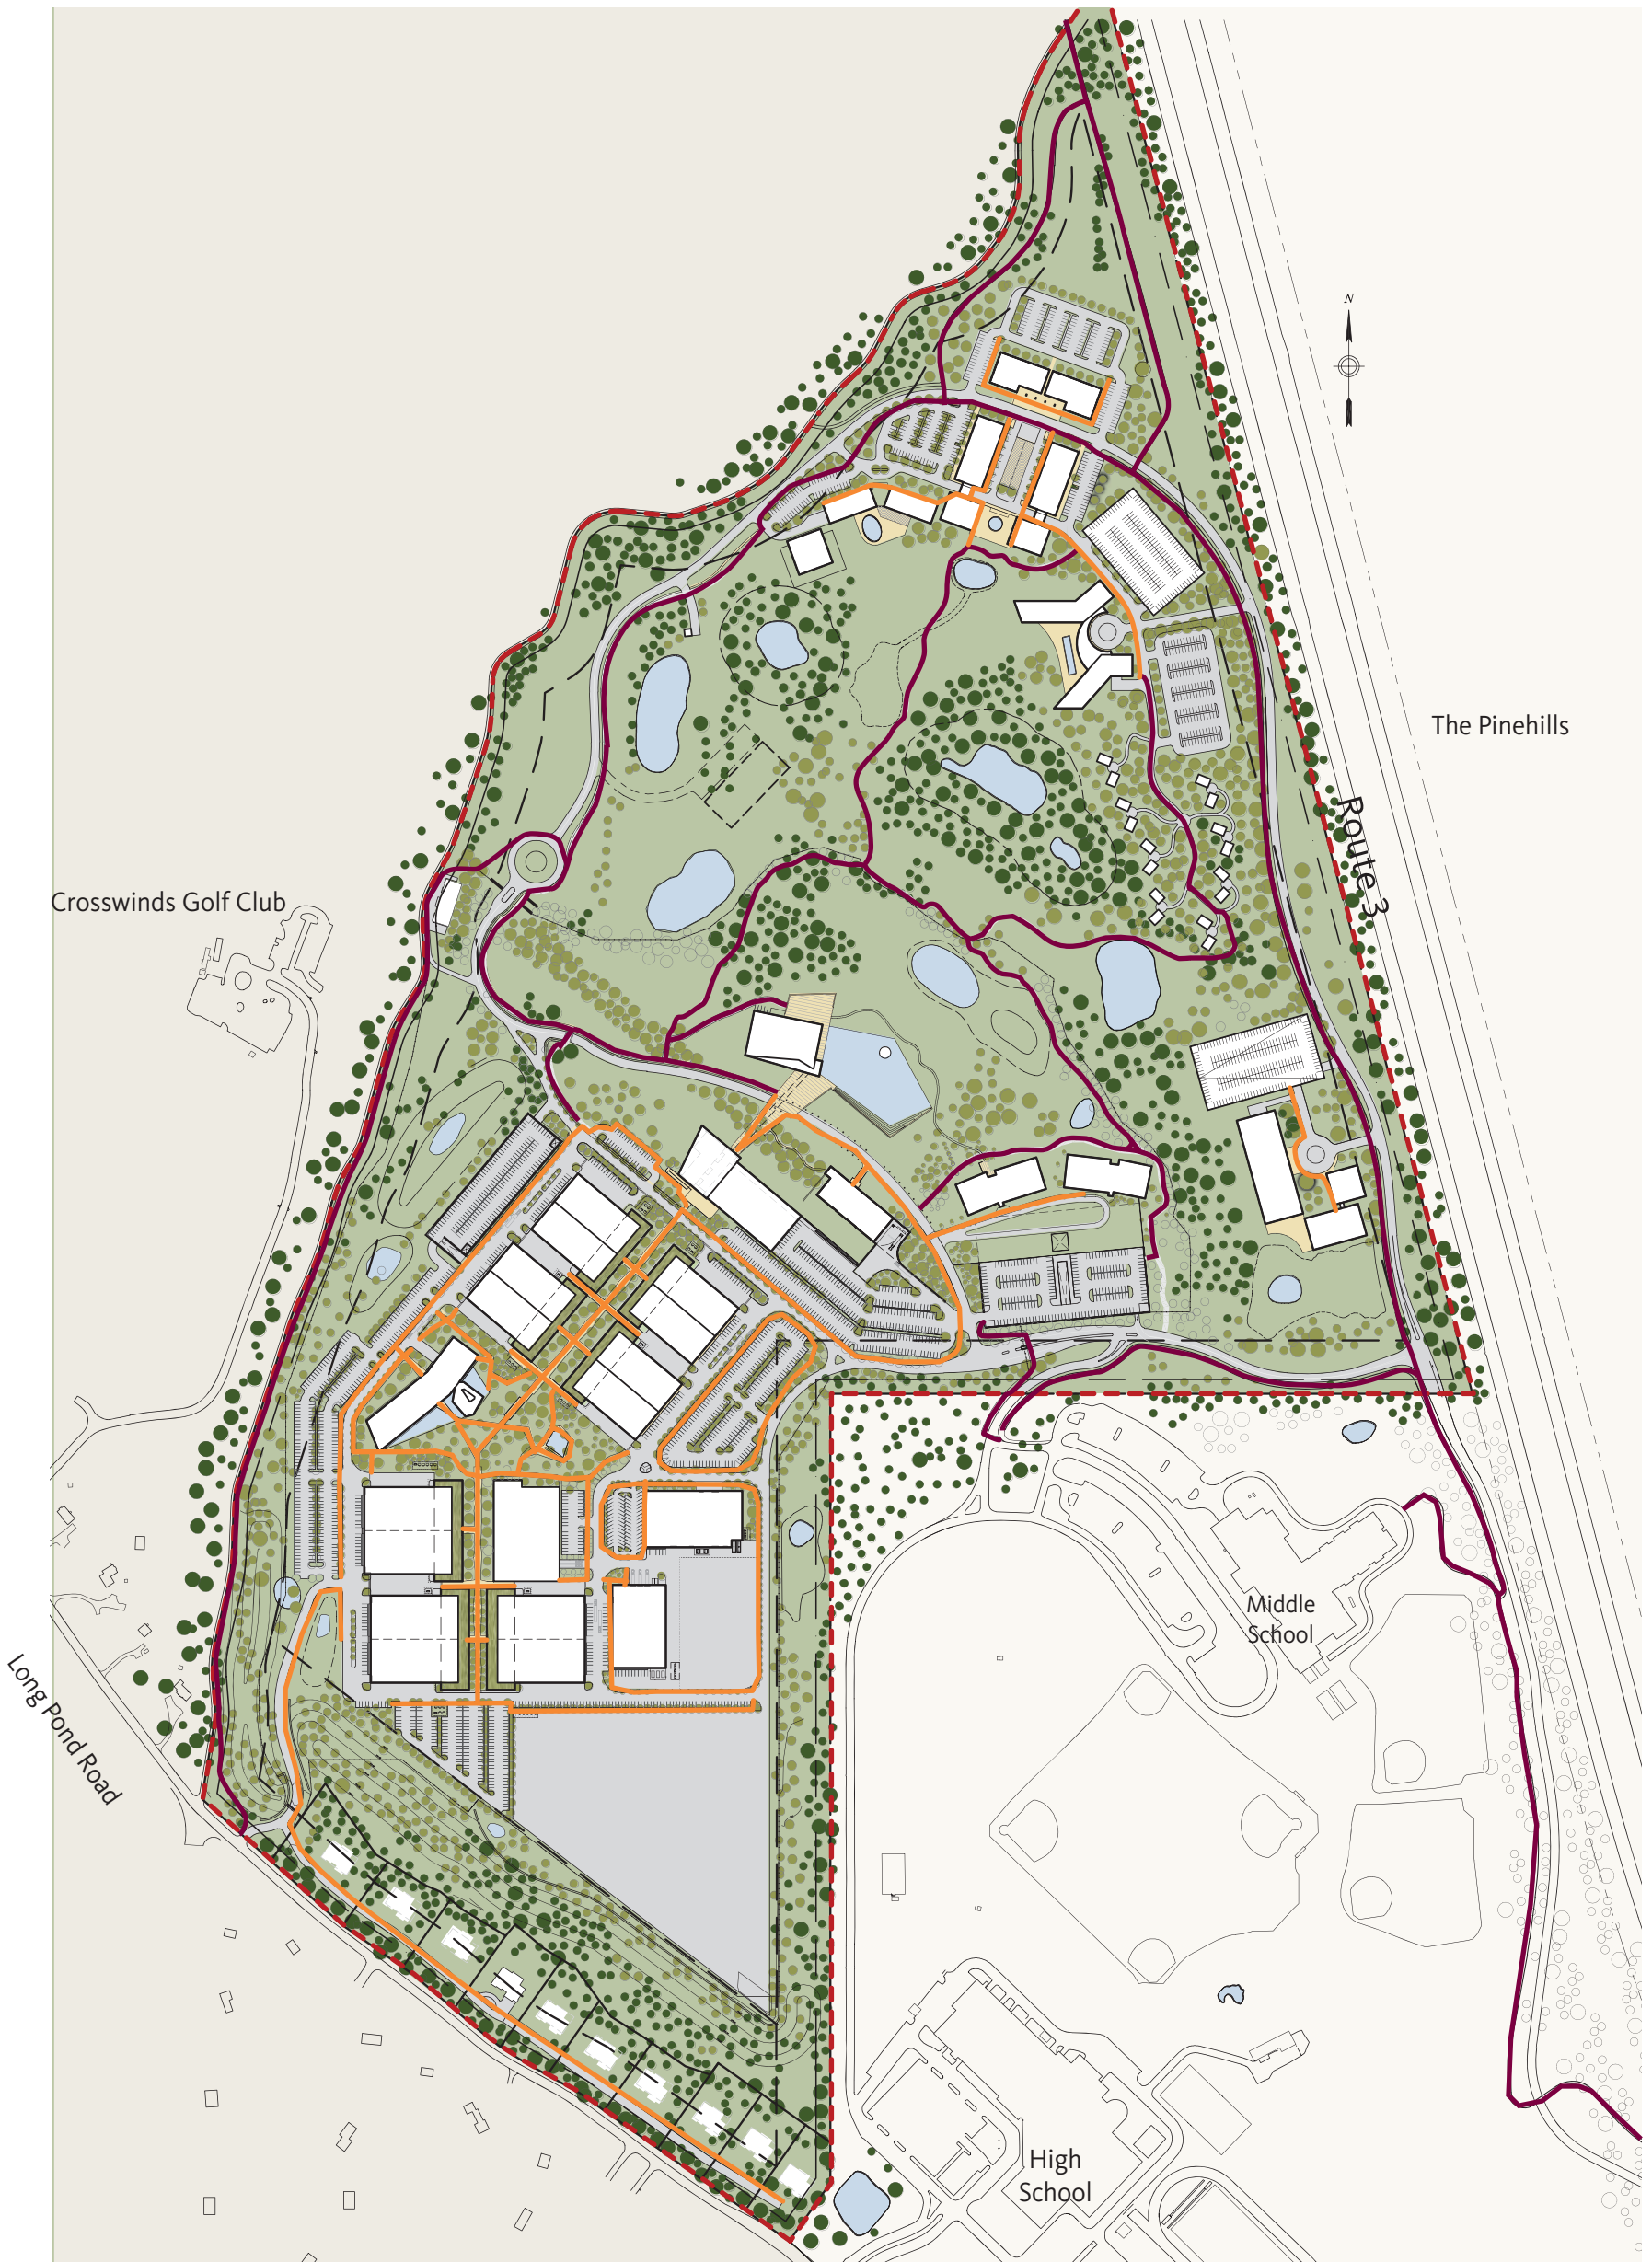 N
The Pinehills
Route 3
Crosswinds Golf Club
Middle
School
Long Pond Road
High
School